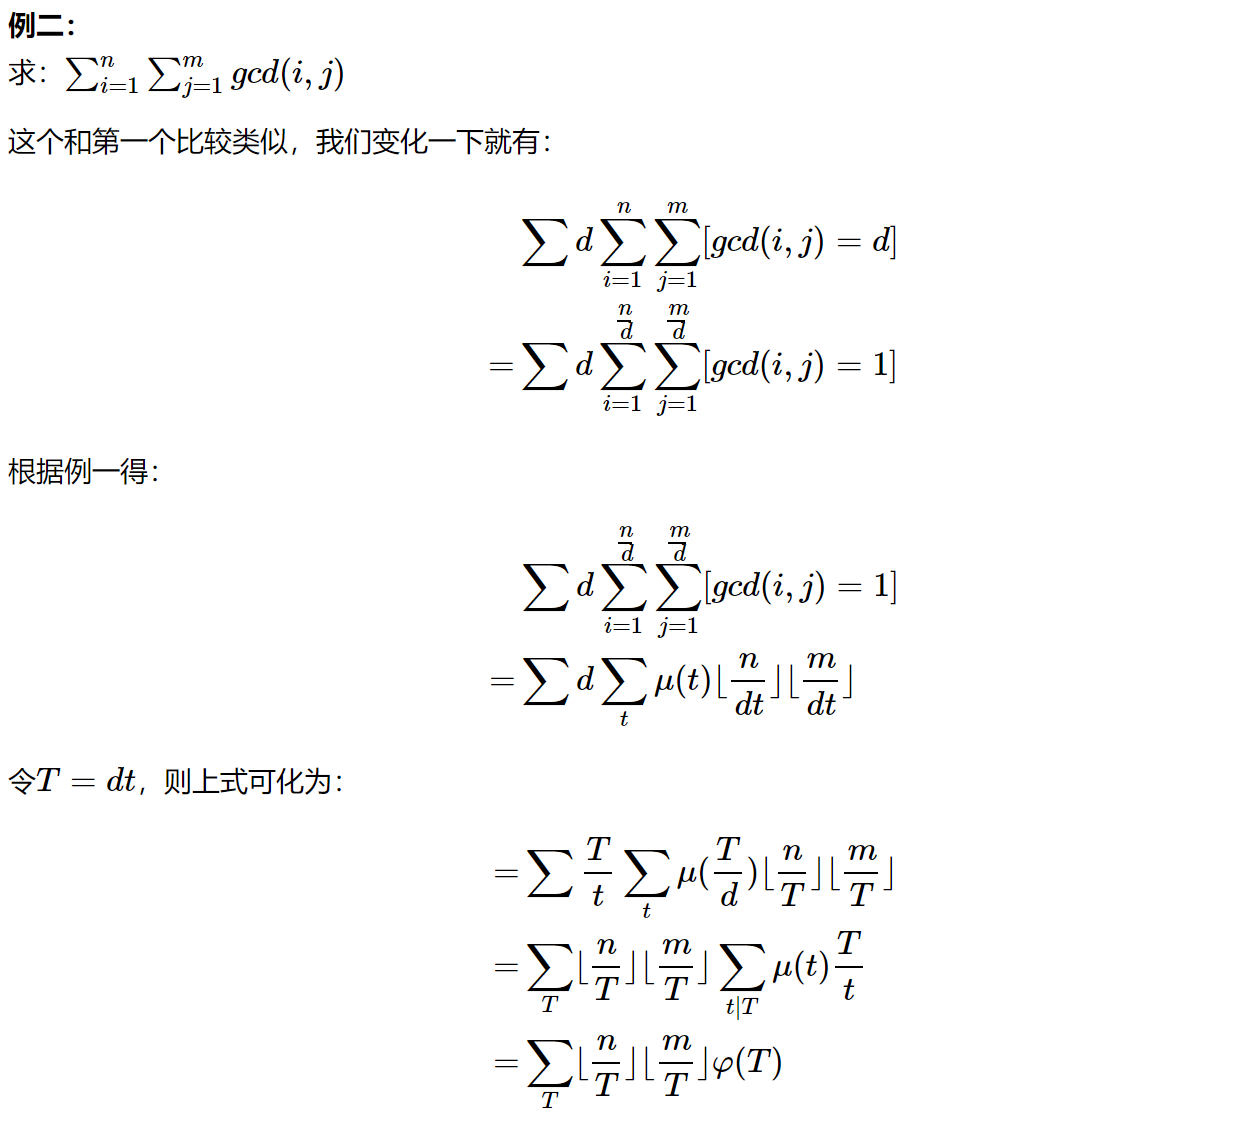 例二：
求：$\sum_{i=1}^{n}\sum_{j=1}^{m}gcd(i,j)$
这个和第一个比较类似，我们变化一下就有：
$\sum d\sum_{i=1}^{n}\sum_{j=1}^{m}[gcd(i,j)=d]$
$=\sum d\sum_{i=1}^{\frac{n}{d}}\sum_{j=1}^{\frac{m}{d}}[gcd(i,j)=1]$
根据例一得：
$\sum d\sum_{i=1}^{\frac{n}{d}}\sum_{j=1}^{\frac{m}{d}}[gcd(i,j)=1]$
$=\sum d\sum_{t}\mu(t)\lfloor\frac{n}{dt}\rfloor\lfloor\frac{m}{dt}\rfloor$
令$T=dt$，则上式可化为：
$=\sum\frac{T}{t}\sum_{t}\mu(\frac{T}{d})\lfloor\frac{n}{T}\rfloor\lfloor\frac{m}{T}\rfloor$
$=\sum_{T}\lfloor\frac{n}{T}\rfloor\lfloor\frac{m}{T}\rfloor\sum_{t|T}\mu(t)\frac{T}{t}$
$=\sum_{T}\lfloor\frac{n}{T}\rfloor\lfloor\frac{m}{T}\rfloor\varphi(T)$